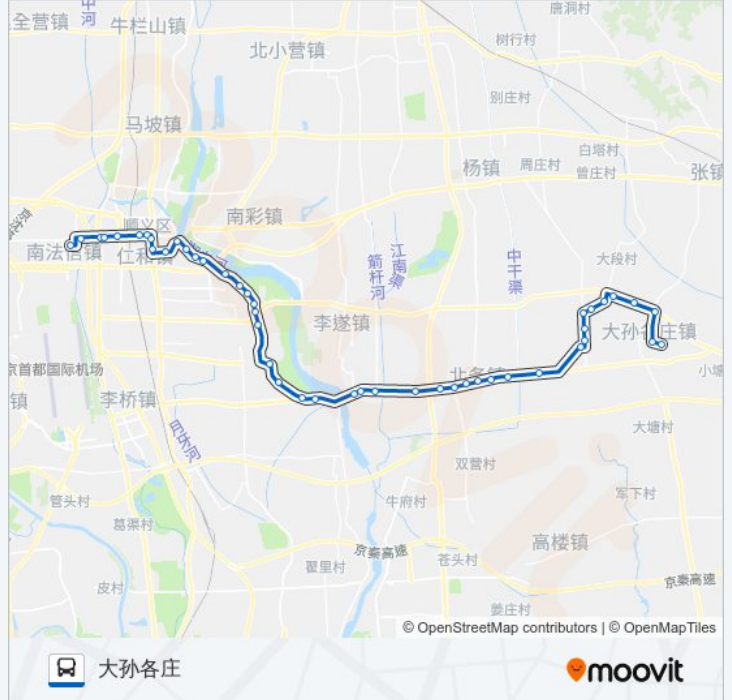 中河
唐洞村
全营镇
牛栏山镇
北小营镇
树行村
别庄村
马坡镇
白塔村
杨镇
周庄村
曾庄村
张镇
南彩镇
顺义区
南法信镇
仁和镇
箭杆河
江南渠
中干渠
大段村
李遂镇
大孙各庄镇
京首都国际机场
北务镇
镇
李桥镇
月牙河
大塘村
双营村
管头村
牛府村
军下村
葛渠村
高楼镇
京秦高速
苍头村
翟里村
京秦高速
皮村
姜庄村
© OpenStreetMap contributors | © OpenMapTiles
大孙各庄
moovit